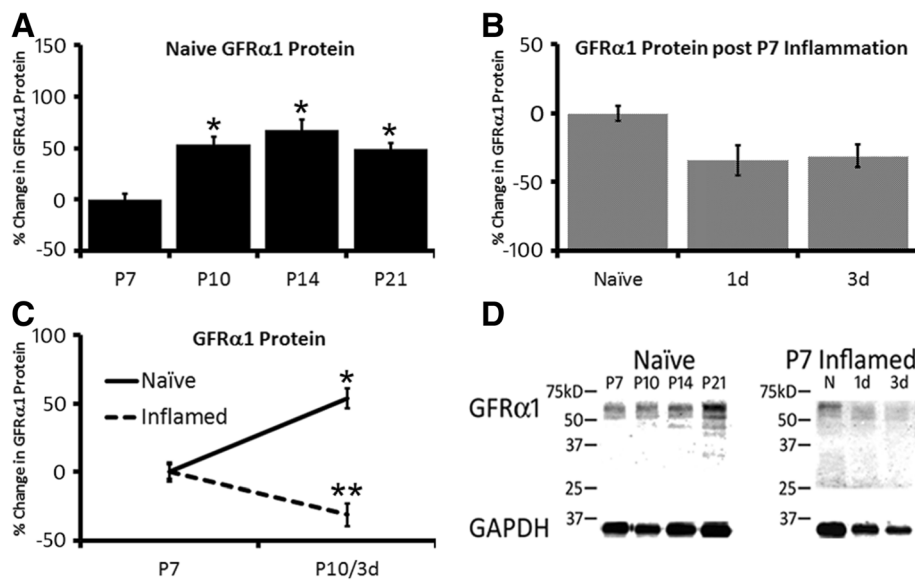 A
Naive GFRα1 Protein
% Change in GFRα1 Protein
150
100
50
0
-50
*
*
*
P7 P10 P14 P21
B
GFRα1 Protein post P7 Inflammation
% Change in GFRα1 Protein
50
0
-50
-100
Naïve 1d 3d
C
GFRα1 Protein
% Change in GFRα1 Protein
100
50
0
-50
Naïve
Inflamed
*
**
P7 P10/3d
D
Naïve
P7 P10 P14 P21
75kD
50
37
25
37
GFRα1
GAPDH
P7 Inflamed
N 1d 3d
75kD
50
37
25
37